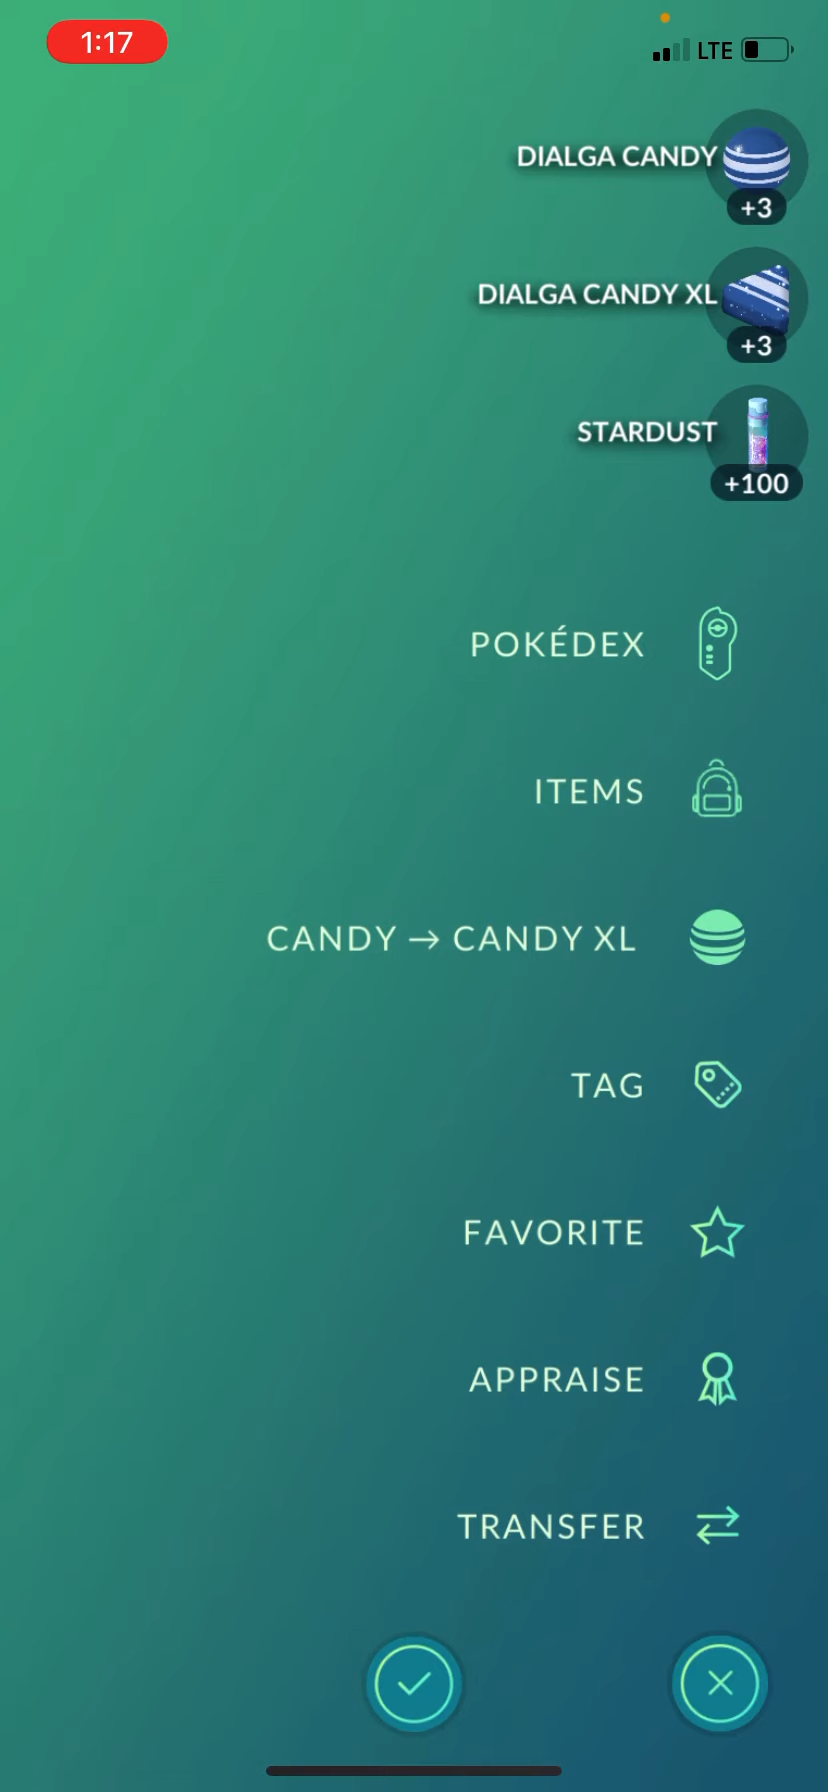 1:17
LTE
DIALGA CANDY
+3
DIALGA CANDY XL
+3
STARDUST
+100
POKÉDEX
ITEMS
CANDY → CANDY XL
TAG
FAVORITE
APPRAISE
TRANSFER